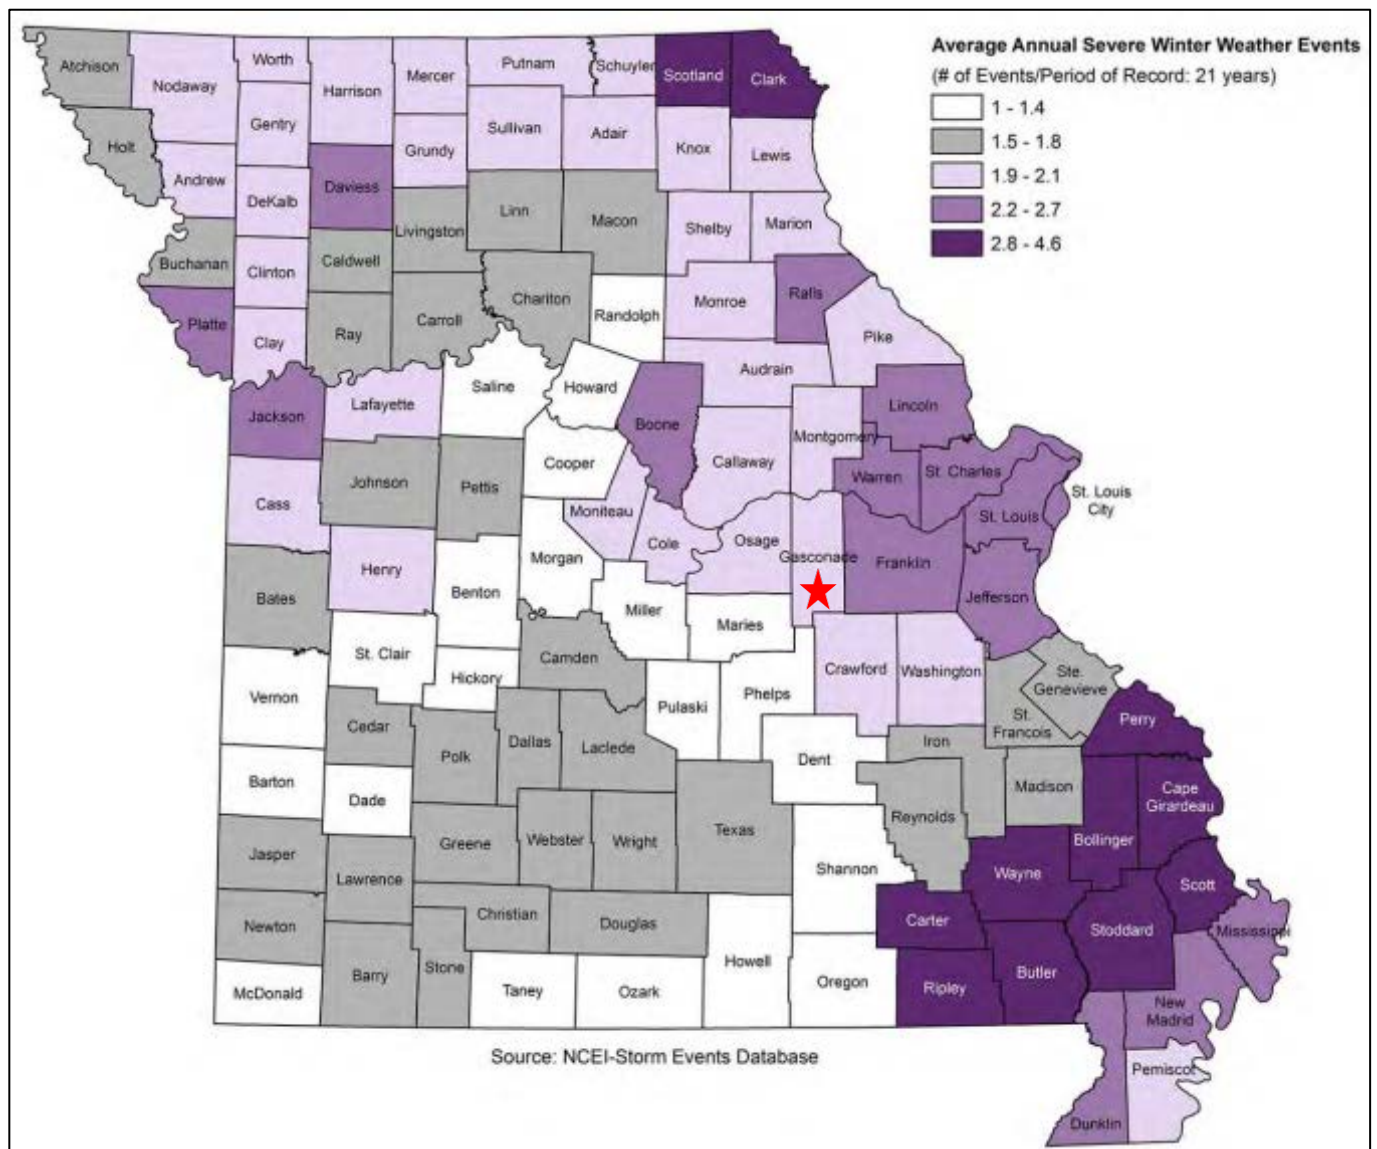 Average Annual Severe Winter Weather Events
(# of Events/Period of Record: 21 years)
1 - 1.4
1.5 - 1.8
1.9 - 2.1
2.2 - 2.7
2.8 - 4.6
Atchison
Nodaway
Worth
Harrison
Mercer
Putnam
Schuyler
Scotland
Clark
Holt
Gentry
Sullivan
Adair
Knox
Lewis
Andrew
DeKalb
Daviess
Grundy
Linn
Macon
Shelby
Marion
Buchanan
Clinton
Caldwell
Livingston
Chariton
Randolph
Monroe
Ralls
Platte
Clay
Ray
Carroll
Pike
Audrain
Saline
Howard
Jackson
Lafayette
Boone
Lincoln
Callaway
Montgomery
Cooper
Warren
St. Charles
Johnson
Pettis
Cass
Moniteau
Cole
Osage
Gasconade
Franklin
St. Louis
St. Louis
City
Morgan
Henry
Benton
Miller
Maries
Jefferson
Bates
St. Clair
Hickory
Camden
Crawford
Washington
Ste.
Genevieve
Vernon
Pulaski
Phelps
St.
Francois
Perry
Cedar
Polk
Dallas
Laclede
Dent
Iron
Barton
Dade
Madison
Cape
Girardeau
Reynolds
Jasper
Greene
Webster
Wright
Texas
Bollinger
Lawrence
Shannon
Wayne
Scott
Newton
Christian
Douglas
Carter
Stoddard
Mississippi
McDonald
Barry
Stone
Taney
Ozark
Howell
Oregon
Ripley
Butler
New
Madrid
Pemiscot
Dunklin
Source: NCEI-Storm Events Database